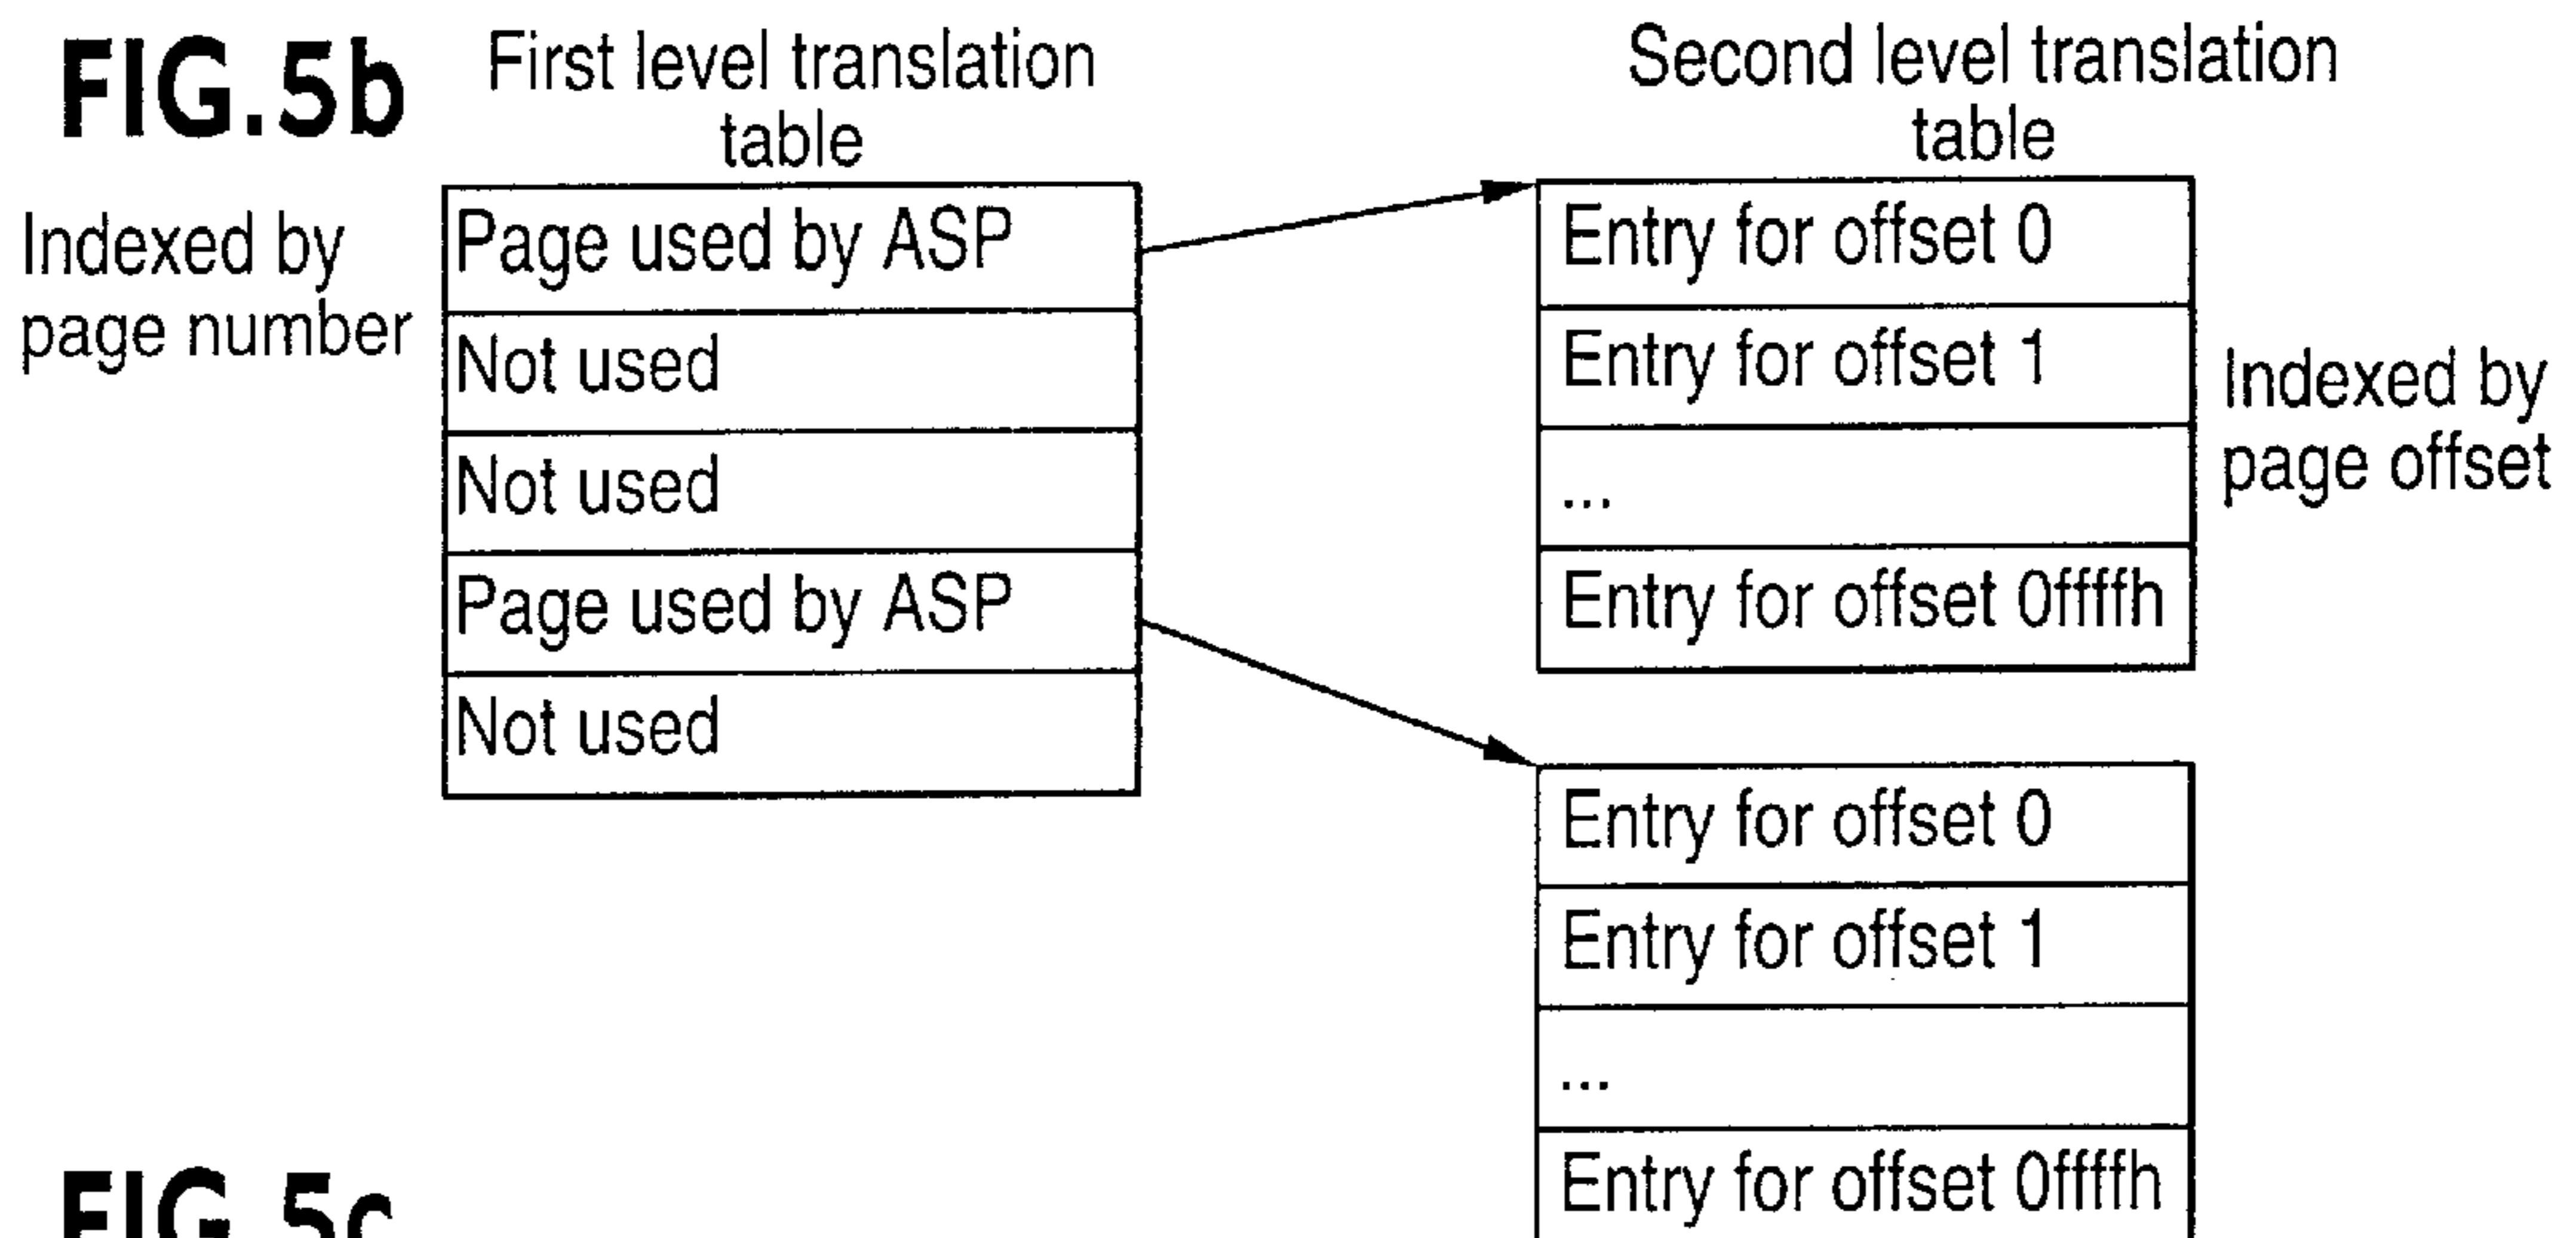 FIG.5b
First level translation
table
Second level translation
table
Indexed by
page number
Page used by ASP
Not used
Not used
Page used by ASP
Not used
Entry for offset 0
Entry for offset 1
...
Entry for offset 0ffffh
Indexed by
page offset
Entry for offset 0
Entry for offset 1
...
Entry for offset 0ffffh
FIG.5c